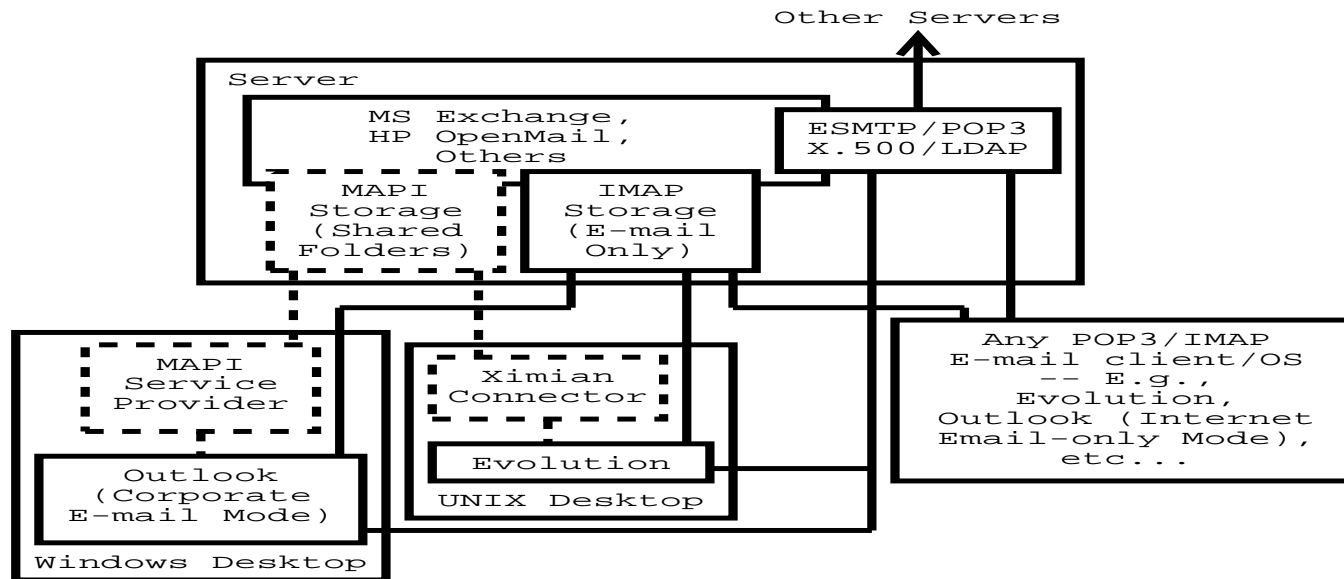 Other Servers
Server
MS Exchange,
HP OpenMail,
Others
ESMTP/POP3
X.500/LDAP
MAPI
Storage
(Shared
Folders)
IMAP
Storage
(E-mail
Only)
MAPI
Service
Provider
Outlook
(Corporate
E-mail Mode)
Windows Desktop
Ximian
Connector
Evolution
UNIX Desktop
Any POP3/IMAP
E-mail client/OS
-- E.g.,
Evolution,
Outlook (Internet
Email-only Mode),
etc...